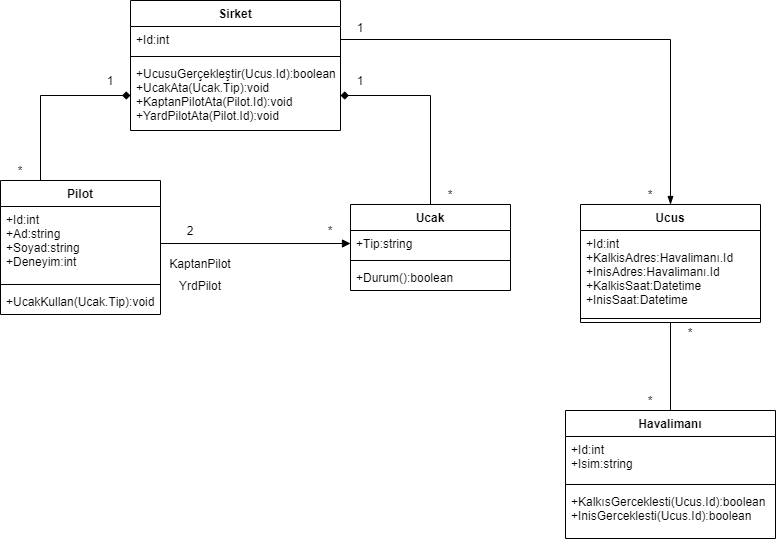 Sirket
+Id:int
+UcusuGerçekleştir(Ucus.Id):boolean
+UcakAta(Ucak.Tip):void
+KaptanPilotAta(Pilot.Id):void
+YardPilotAta(Pilot.Id):void
1
1
1
*
*
*
Pilot
+Id:int
+Ad:string
+Soyad:string
+Deneyim:int
+UcakKullan(Ucak.Tip):void
2
*
KaptanPilot
YrdPilot
Ucak
+Tip:string
+Durum():boolean
Ucus
+Id:int
+KalkisAdres:Havalimanı.Id
+InisAdres:Havalimanı.Id
+KalkisSaat:Datetime
+InisSaat:Datetime
*
*
Havalimanı
+Id:int
+Isim:string
+KalkısGerceklesti(Ucus.Id):boolean
+InisGerceklesti(Ucus.Id):boolean